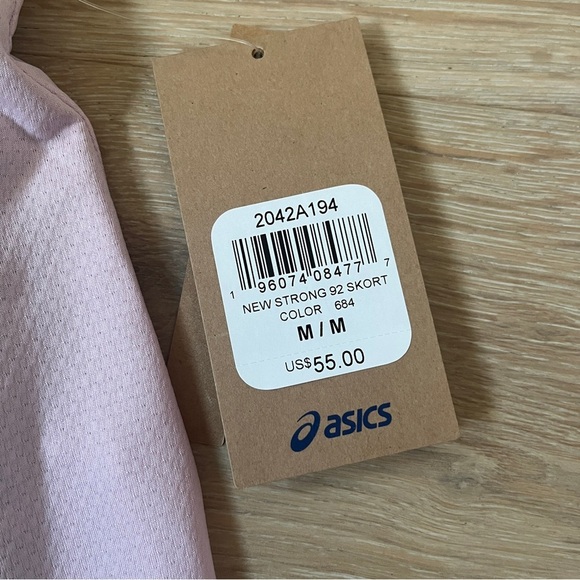 2042A194
1 96074 08477 7
NEW STRONG 92 SKORT
COLOR 684
M / M
US$55.00
asics